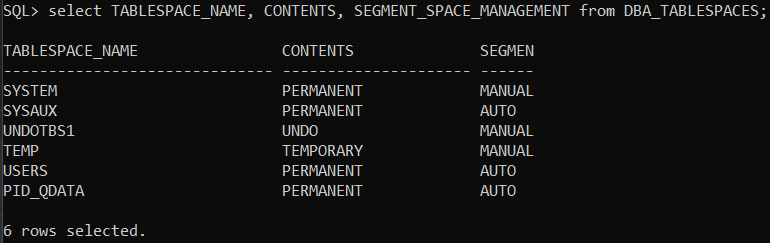 SQL> select TABLESPACE_NAME, CONTENTS, SEGMENT_SPACE_MANAGEMENT from DBA_TABLESPACES;
TABLESPACE_NAME                CONTENTS              SEGMEN
------------------------------ --------------------- ------
SYSTEM                         PERMANENT             MANUAL
SYSAUX                         PERMANENT             AUTO
UNDOTBS1                       UNDO                  MANUAL
TEMP                           TEMPORARY             MANUAL
USERS                          PERMANENT             AUTO
PID_QDATA                      PERMANENT             AUTO
6 rows selected.